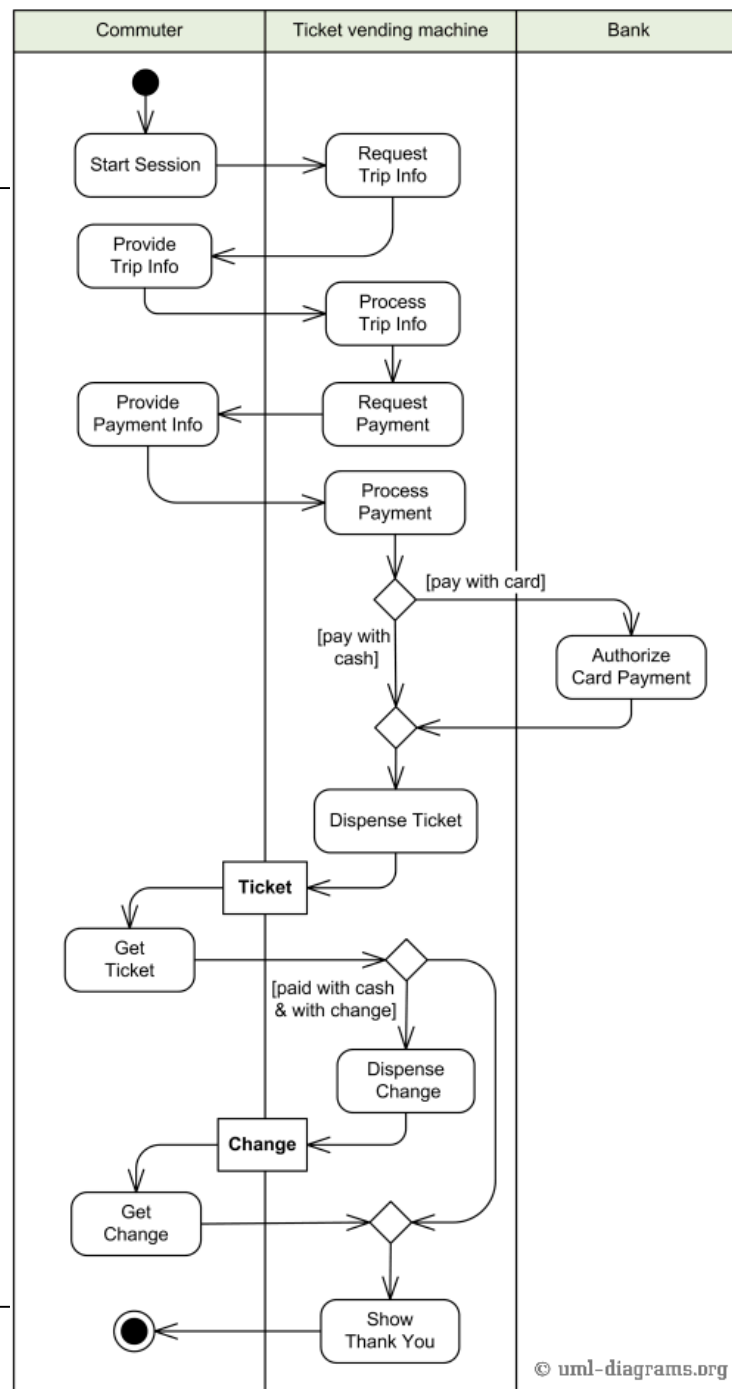 Commuter
Ticket vending machine
Bank
Start Session
Request
Trip Info
Provide
Trip Info
Process
Trip Info
Provide
Payment Info
Request
Payment
Process
Payment
[pay with card]
[pay with
cash]
Authorize
Card Payment
Dispense Ticket
Ticket
Get
Ticket
[paid with cash
& with change]
Dispense
Change
Change
Get
Change
Show
Thank You
© uml-diagrams.org